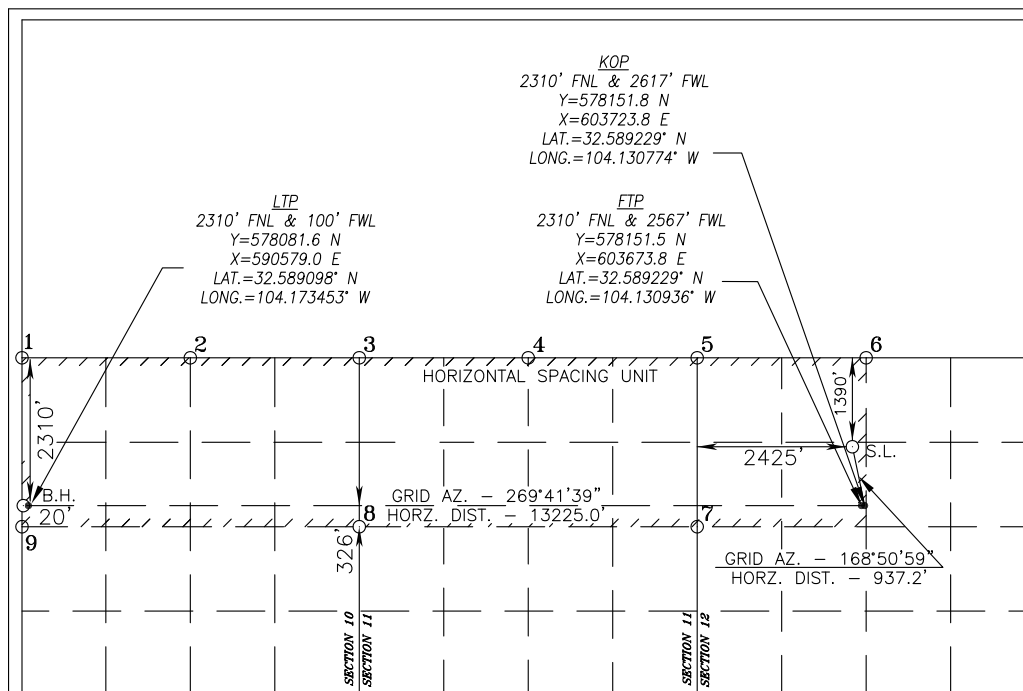 KOP
2310' FNL & 2617' FWL
Y=578151.8 N
X=603723.8 E
LAT.=32.589229° N
LONG.=104.130774° W
LTP
2310' FNL & 100' FWL
Y=578081.6 N
X=590579.0 E
LAT.=32.589098° N
LONG.=104.173453° W
FTP
2310' FNL & 2567' FWL
Y=578151.5 N
X=603673.8 E
LAT.=32.589229° N
LONG.=104.130936° W
1
2
3
4
5
6
HORIZONTAL SPACING UNIT
2310'
1390'
2425'
S.L.
B.H.
20'
9
GRID AZ. - 269°41'39"
HORZ. DIST. - 13225.0'
8
7
326'
GRID AZ. - 168°50'59"
HORZ. DIST. - 937.2'
SECTION 10
SECTION 11
SECTION 11
SECTION 12